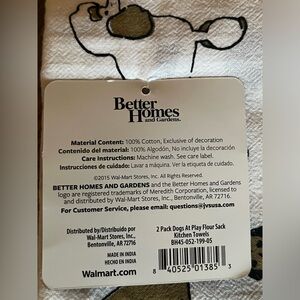 Better
Homes
and Gardens.
Material Content: 100% Cotton, Exclusive of decoration
Contenido del material: 100% Algodón, No incluye la decoración
Care Instructions: Machine wash. See care label.
Instrucciones de cuidado: Lavar a máquina. Ver la etiqueta de cuidado.
©2015 Wal-Mart Stores, Inc. All Rights Reserved.
BETTER HOMES AND GARDENS and the Better Homes and Gardens
logo are registered trademarks of Meredith Corporation, licensed to
Wal-Mart Stores, Inc., Bentonville, AR 72716.
For Customer Service, please email: questions@jvsusa.com
Distributed by/Distribuido por
Wal-Mart Stores, Inc.,
Bentonville, AR 72716
MADE IN INDIA
HECHO EN INDIA
Walmart.com
2 Pack Dogs At Play Flour Sack
Kitchen Towels
BH45-052-199-05
8 40525 01385 3